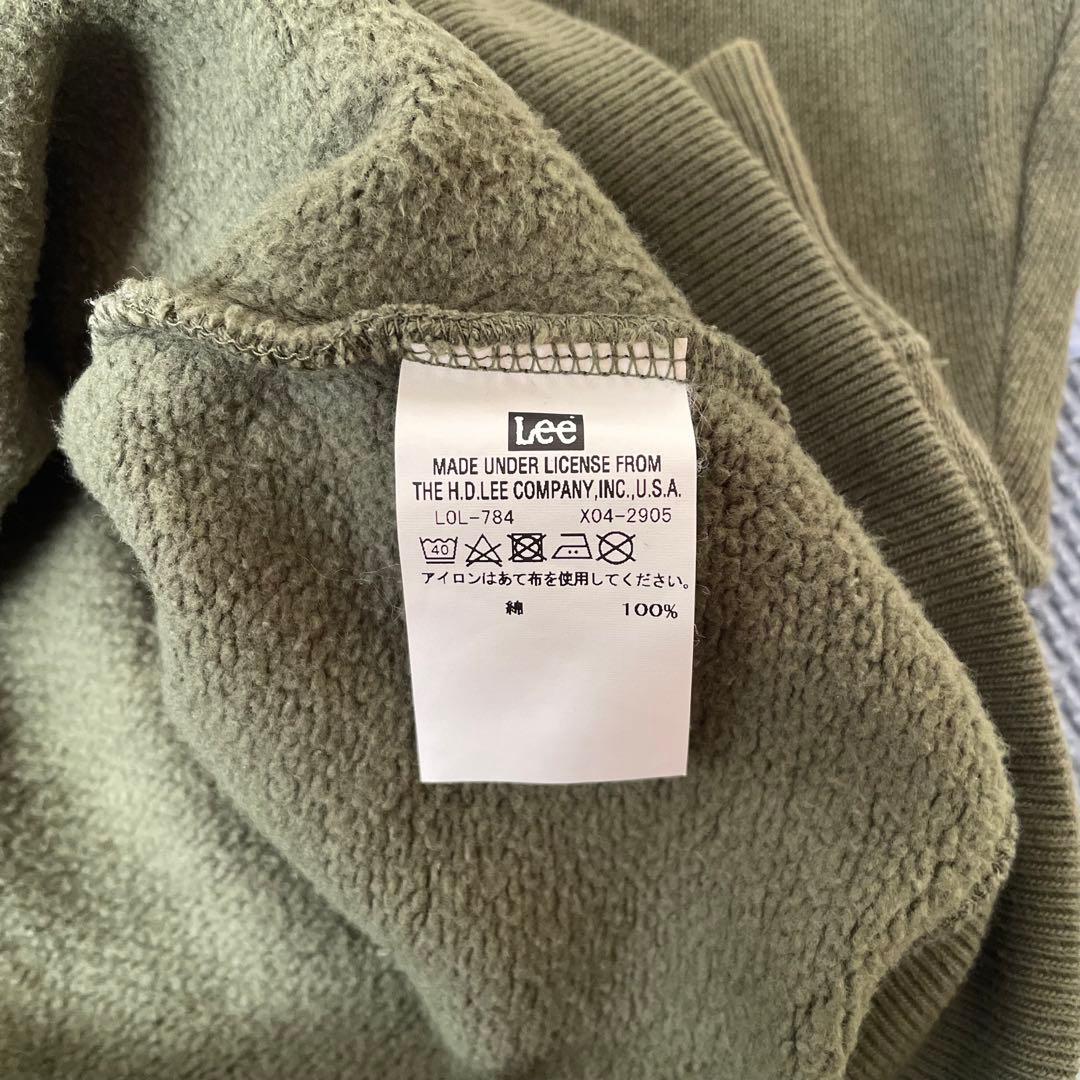 Lee
MADE UNDER LICENSE FROM
THE H.D.LEE COMPANY,INC.,U.S.A.
LOL-784 X04-2905
40
アイロンはあて布を使用してください。
綿 100%